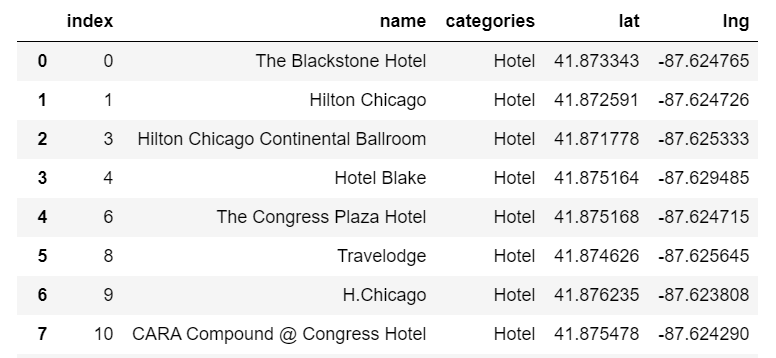 index name categories lat lng
0 0 The Blackstone Hotel Hotel 41.873343 -87.624765
1 1 Hilton Chicago Hotel 41.872591 -87.624726
2 3 Hilton Chicago Continental Ballroom Hotel 41.871778 -87.625333
3 4 Hotel Blake Hotel 41.875164 -87.629485
4 6 The Congress Plaza Hotel Hotel 41.875168 -87.624715
5 8 Travelodge Hotel 41.874626 -87.625645
6 9 H.Chicago Hotel 41.876235 -87.623808
7 10 CARA Compound @ Congress Hotel Hotel 41.875478 -87.624290